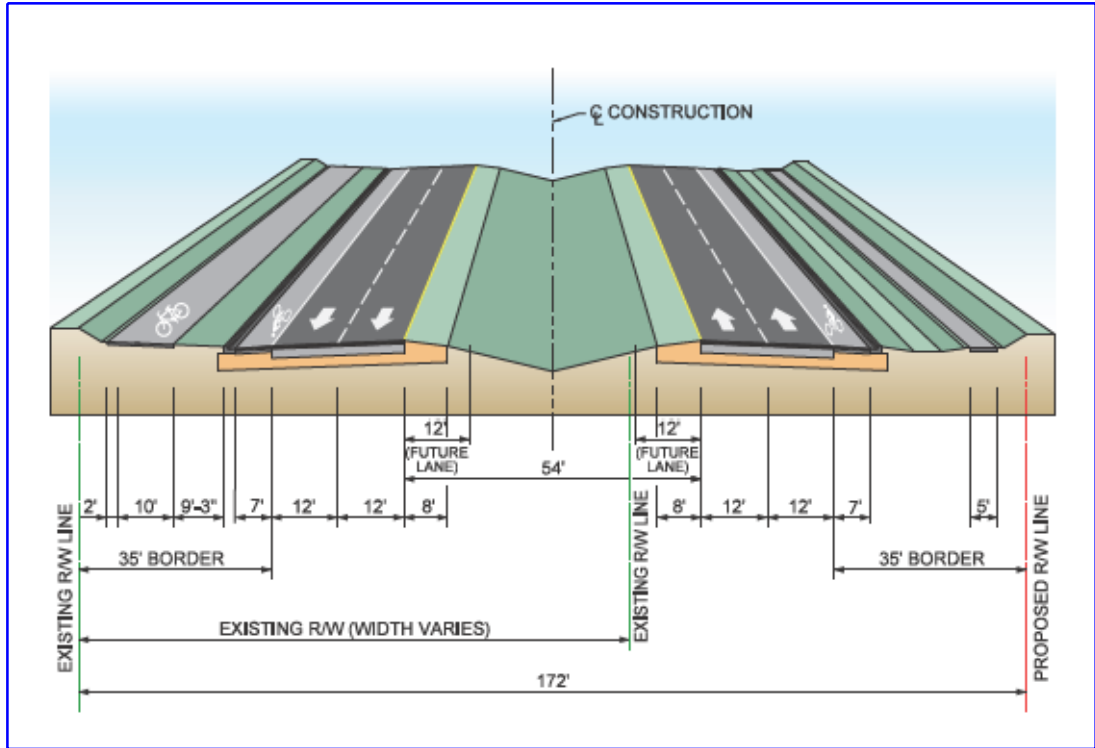 ℄ CONSTRUCTION
12'
(FUTURE
LANE)
12'
(FUTURE
LANE)
54'
2'
10'
9'-3"
7'
12'
12'
8'
8'
12'
12'
7'
5'
35' BORDER
35' BORDER
EXISTING R/W LINE
EXISTING R/W LINE
PROPOSED R/W LINE
EXISTING R/W (WIDTH VARIES)
172'